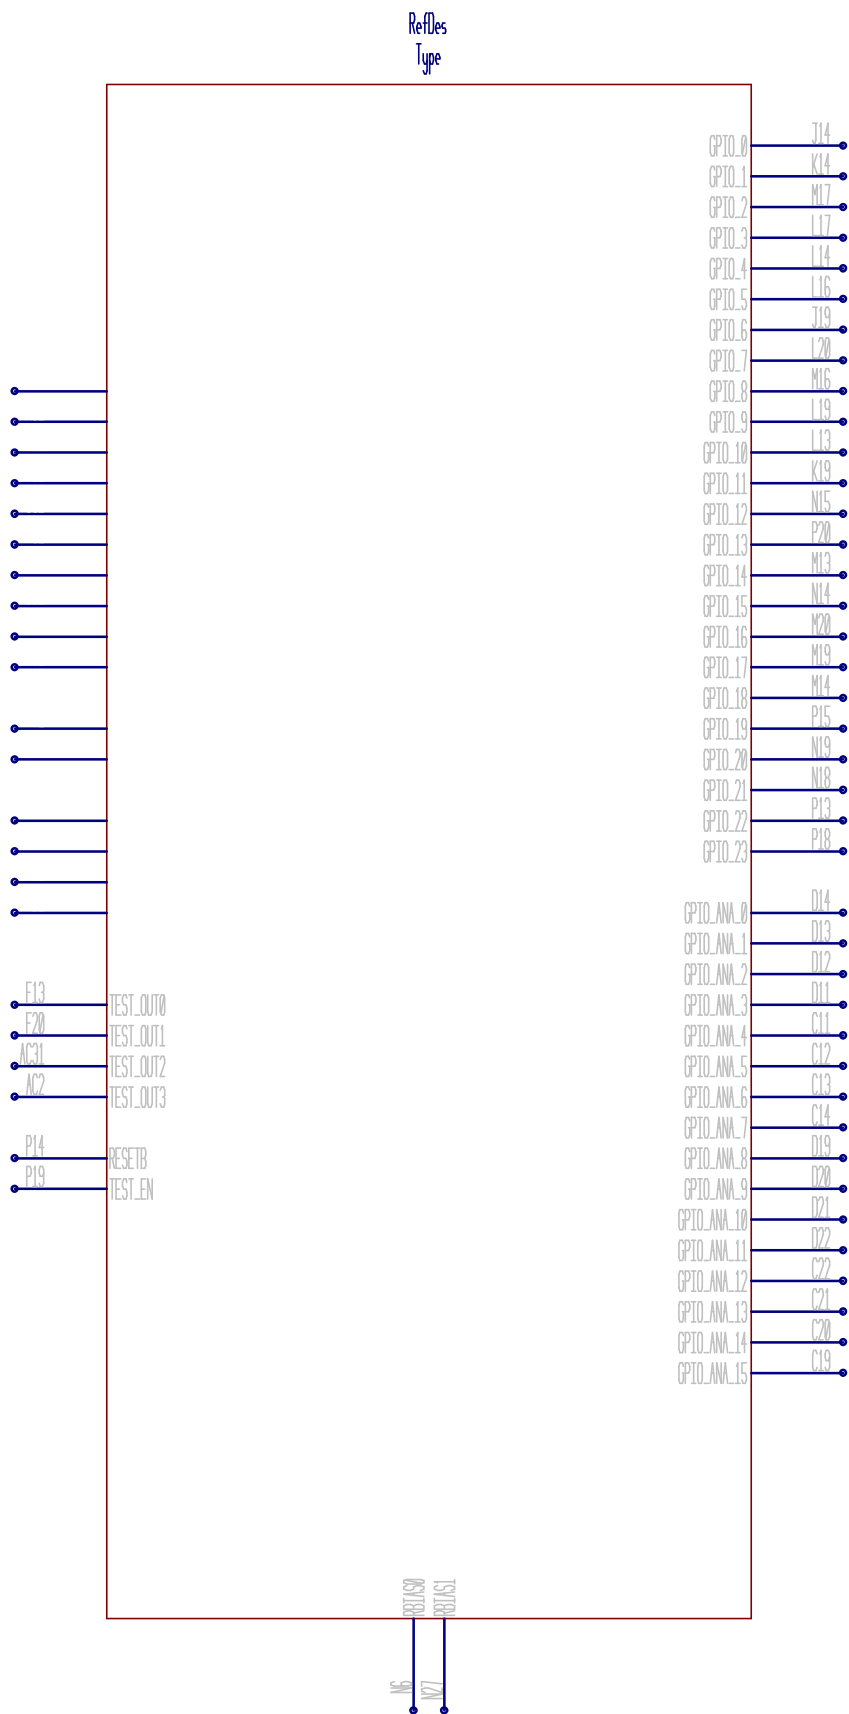 RefDes
Type
GPIO_0 J14
GPIO_1 K14
GPIO_2 M17
GPIO_3 L17
GPIO_4 L14
GPIO_5 L16
GPIO_6 J19
GPIO_7 L20
GPIO_8 M16
GPIO_9 L19
GPIO_10 L13
GPIO_11 K19
GPIO_12 N15
GPIO_13 P20
GPIO_14 M13
GPIO_15 N14
GPIO_16 M20
GPIO_17 M19
GPIO_18 M14
GPIO_19 P15
GPIO_20 N19
GPIO_21 N18
GPIO_22 P13
GPIO_23 P18
GPIO_ANA_0 D14
GPIO_ANA_1 D13
GPIO_ANA_2 D12
F13 TEST_OUT0 GPIO_ANA_3 D11
F20 TEST_OUT1 GPIO_ANA_4 C11
AC31 TEST_OUT2 GPIO_ANA_5 C12
AC2 TEST_OUT3 GPIO_ANA_6 C13
GPIO_ANA_7 C14
P14 RESETB GPIO_ANA_8 D19
P19 TEST_EN GPIO_ANA_9 D20
GPIO_ANA_10 D21
GPIO_ANA_11 D22
GPIO_ANA_12 C22
GPIO_ANA_13 C21
GPIO_ANA_14 C20
GPIO_ANA_15 C19
RBIAS0 N6
RBIAS1 N27